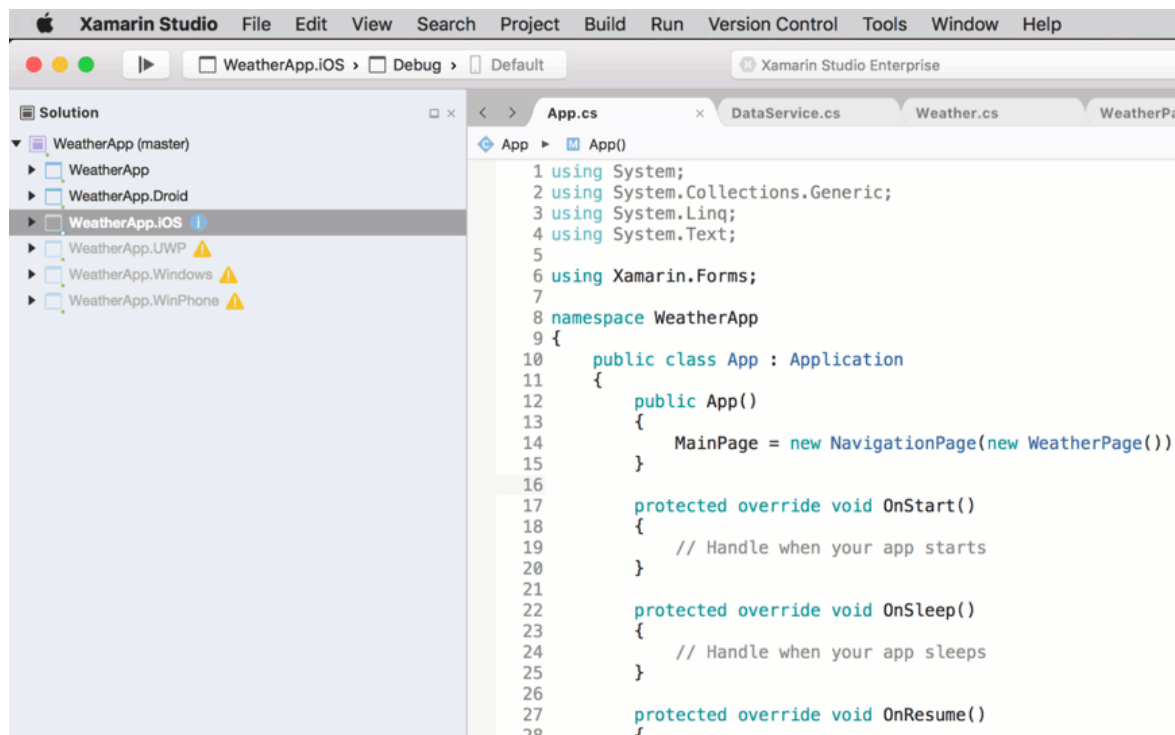 Xamarin Studio File Edit View Search Project Build Run Version Control Tools Window Help
WeatherApp.iOS › Debug › Default
Xamarin Studio Enterprise
Solution
WeatherApp (master)
WeatherApp
WeatherApp.Droid
WeatherApp.iOS
WeatherApp.UWP
WeatherApp.Windows
WeatherApp.WinPhone
App.cs × DataService.cs Weather.cs WeatherPa
C App ▸ M App()
1 using System;
2 using System.Collections.Generic;
3 using System.Linq;
4 using System.Text;
5
6 using Xamarin.Forms;
7
8 namespace WeatherApp
9 {
10     public class App : Application
11     {
12         public App()
13         {
14             MainPage = new NavigationPage(new WeatherPage())
15         }
16
17         protected override void OnStart()
18         {
19             // Handle when your app starts
20         }
21
22         protected override void OnSleep()
23         {
24             // Handle when your app sleeps
25         }
26
27         protected override void OnResume()
28         {